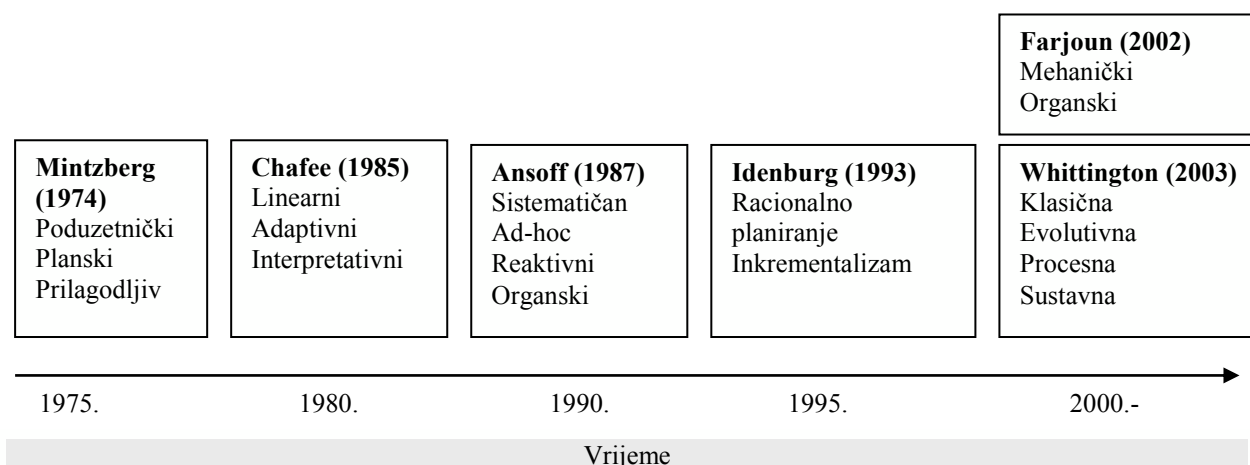 Farjoun (2002)
Mehanički
Organski
Mintzberg
(1974)
Poduzetnički
Planski
Prilagodljiv
Chafee (1985)
Linearni
Adaptivni
Interpretativni
Ansoff (1987)
Sistematičan
Ad-hoc
Reaktivni
Organski
Idenburg (1993)
Racionalno
planiranje
Inkrementalizam
Whittington (2003)
Klasična
Evolutivna
Procesna
Sustavna
1975.
1980.
1990.
1995.
2000.-
Vrijeme